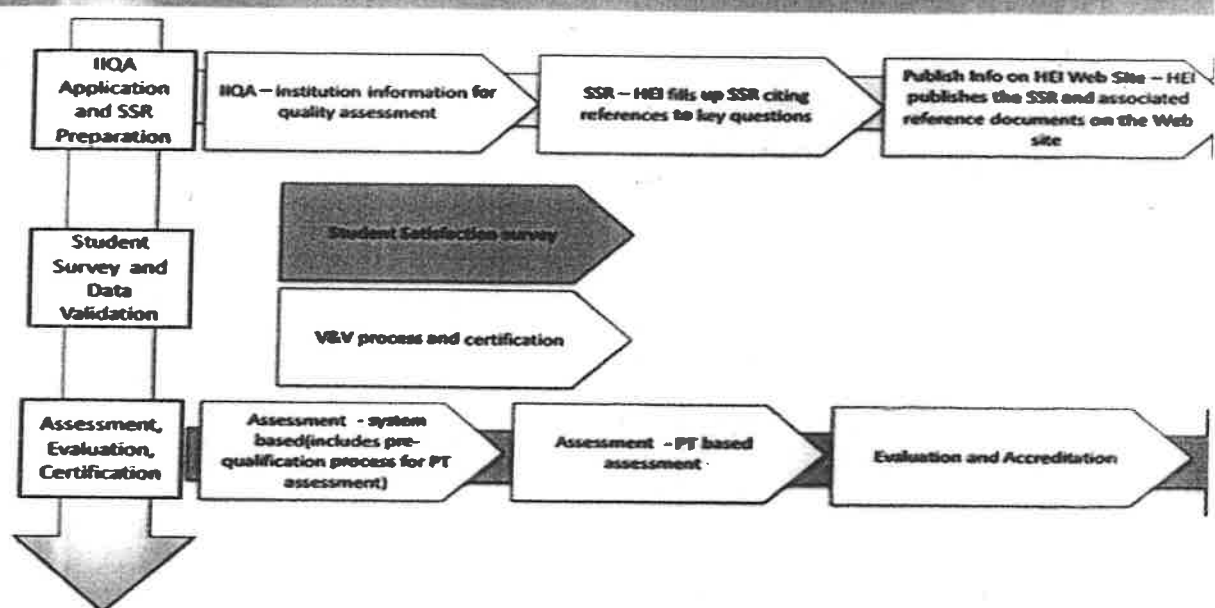 IIQA
Application
and SSR
Preparation
IIQA – institution information for
quality assessment
SSR – HEI fills up SSR citing
references to key questions
Publish Info on HEI Web Site – HEI
publishes the SSR and associated
reference documents on the Web
site
Student
Survey and
Data
Validation
Student Satisfaction survey
V&V process and certification
Assessment,
Evaluation,
Certification
Assessment - system
based(includes pre-
qualification process for PT
assessment)
Assessment - PT based
assessment
Evaluation and Accreditation